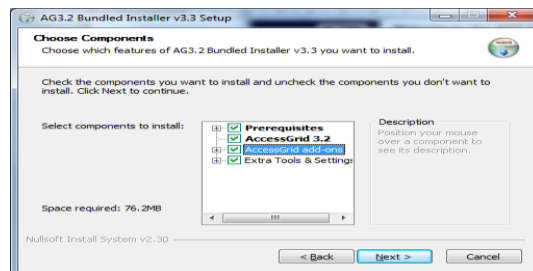 AG3.2 Bundled Installer v3.3 Setup
Choose Components
Choose which features of AG3.2 Bundled Installer v3.3 you want to install.
Check the components you want to install and uncheck the components you don't want to
install. Click Next to continue.
Select components to install:
Prerequisites
AccessGrid 3.2
AccessGrid add-ons
Extra Tools & Settings
Description
Position your mouse
over a component to
see its description.
Space required: 76.2MB
Nullsoft Install System v2.30
< Back
Next >
Cancel